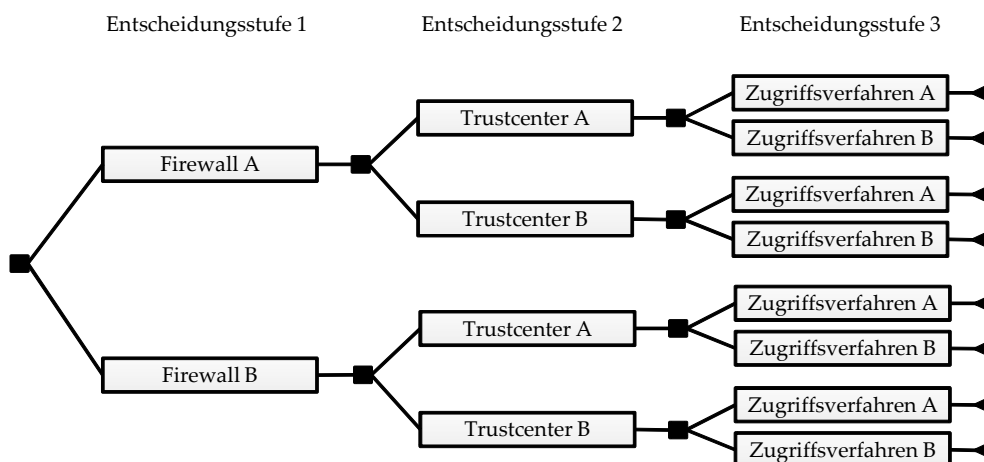 Entscheidungsstufe 1
Entscheidungsstufe 2
Entscheidungsstufe 3
Firewall A
Trustcenter A
Zugriffsverfahren A
Zugriffsverfahren B
Trustcenter B
Zugriffsverfahren A
Zugriffsverfahren B
Firewall B
Trustcenter A
Zugriffsverfahren A
Zugriffsverfahren B
Trustcenter B
Zugriffsverfahren A
Zugriffsverfahren B